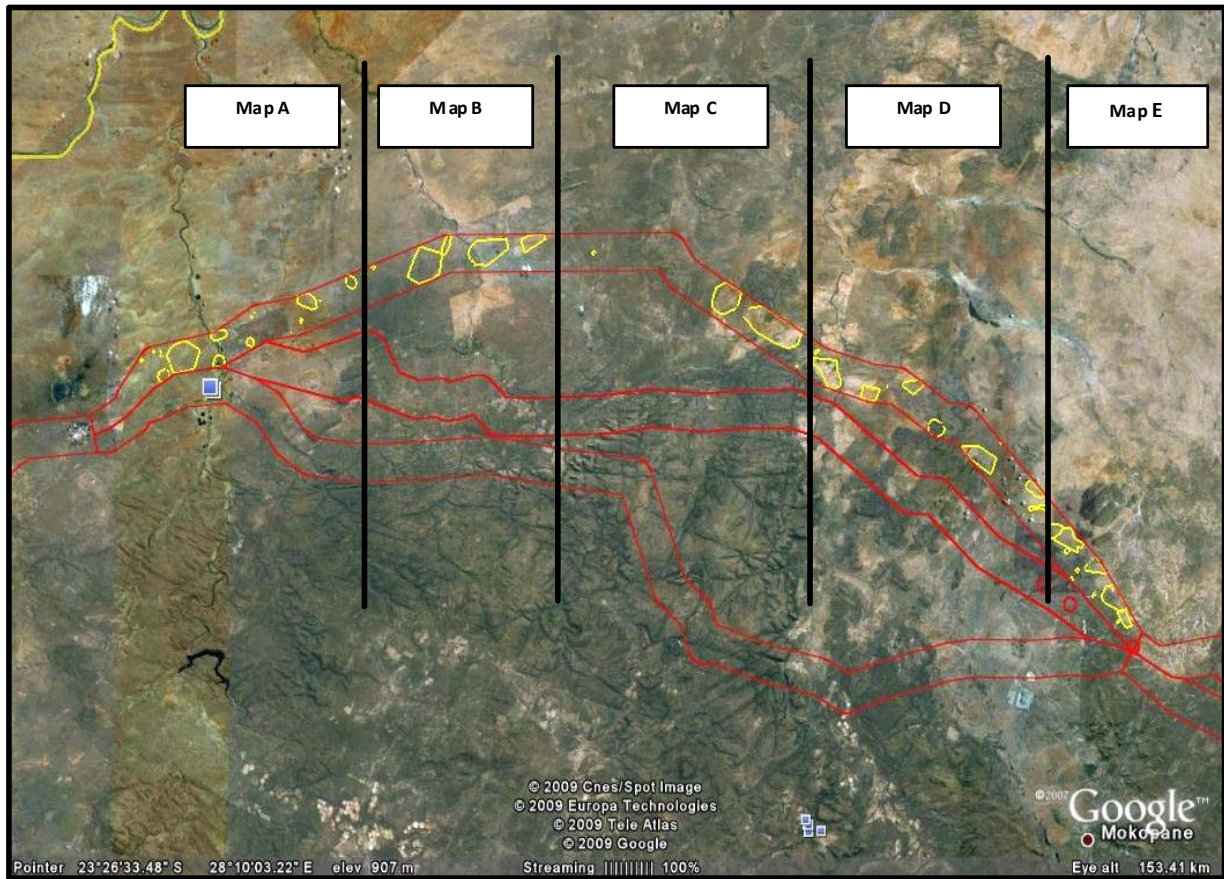 Map A
Map B
Map C
Map D
Map E
© 2009 Cnes/Spot Image
© 2009 Europa Technologies
© 2009 Tele Atlas
© 2009 Google
©2007 Google™
Mokopane
Pointer 23°26'33.48" S 28°10'03.22" E elev 907 m Streaming |||||||||| 100% Eye alt 153.41 km